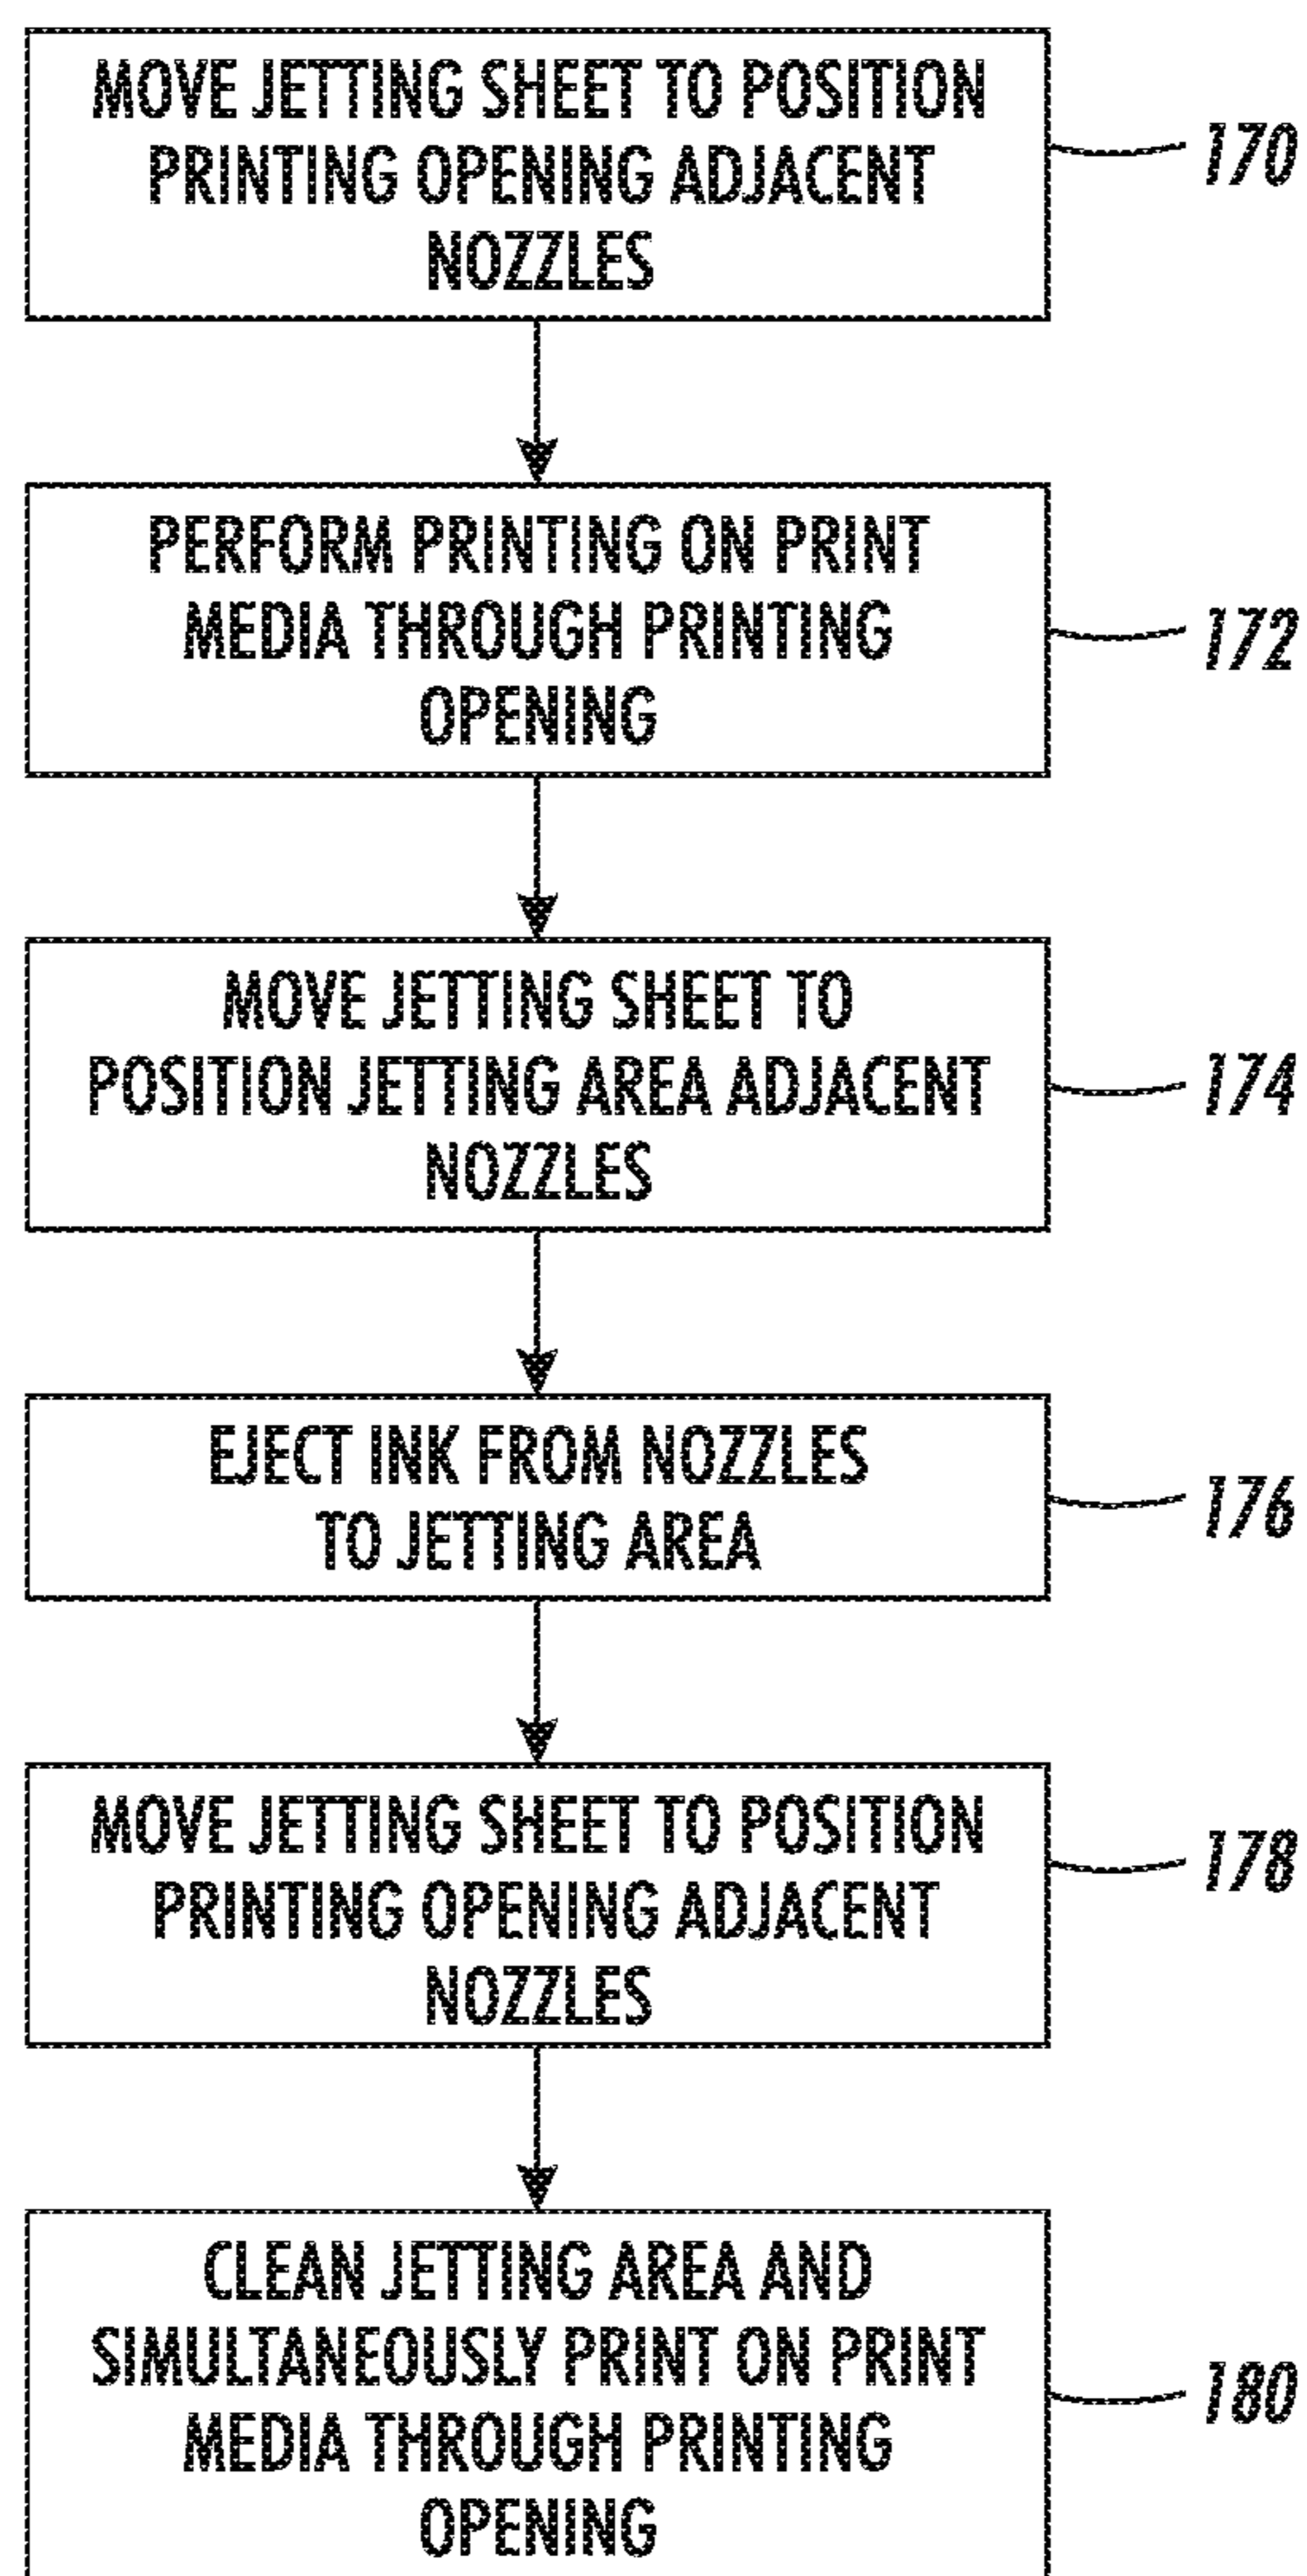 MOVE JETTING SHEET TO POSITION
PRINTING OPENING ADJACENT
NOZZLES
170
PERFORM PRINTING ON PRINT
MEDIA THROUGH PRINTING
OPENING
172
MOVE JETTING SHEET TO
POSITION JETTING AREA ADJACENT
NOZZLES
174
EJECT INK FROM NOZZLES
TO JETTING AREA
176
MOVE JETTING SHEET TO POSITION
PRINTING OPENING ADJACENT
NOZZLES
178
CLEAN JETTING AREA AND
SIMULTANEOUSLY PRINT ON PRINT
MEDIA THROUGH PRINTING
OPENING
180